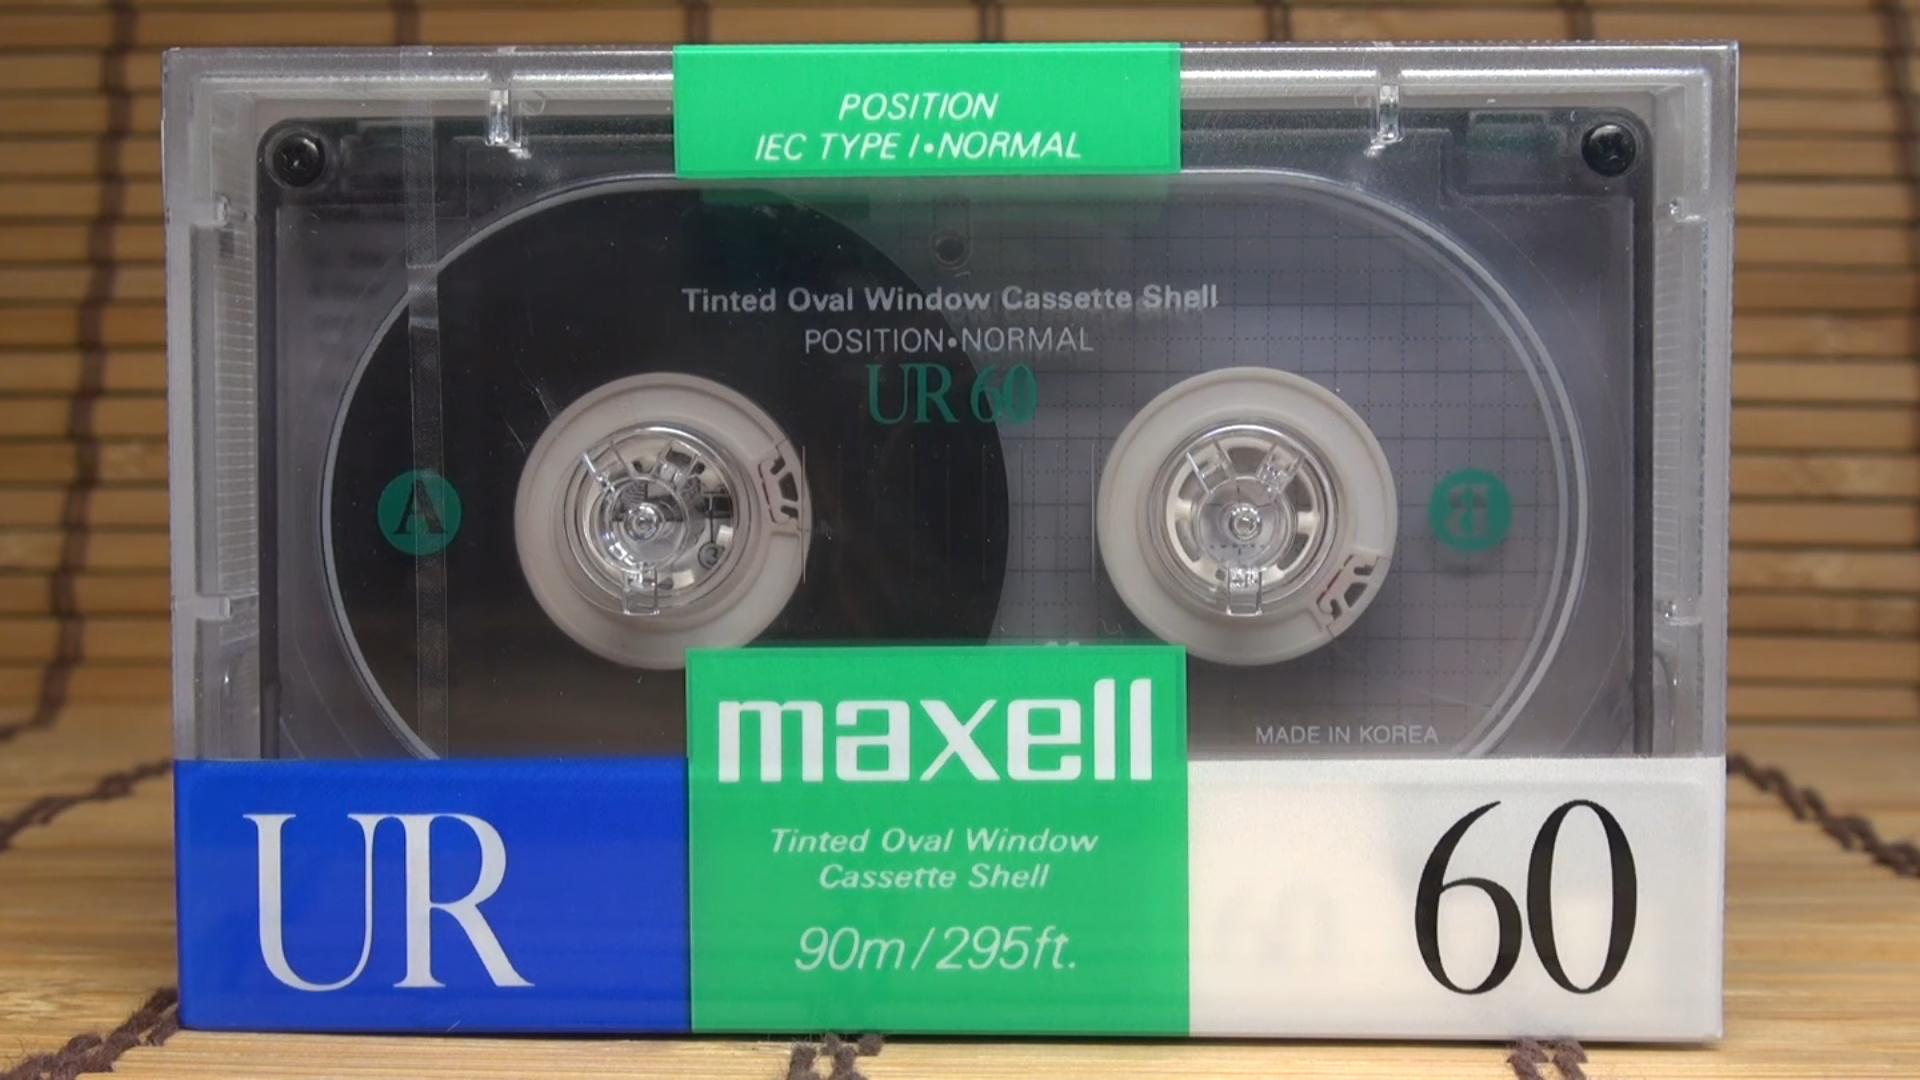 POSITION
IEC TYPE I•NORMAL
Tinted Oval Window Cassette Shell
POSITION•NORMAL
UR 60
A
B
maxell
MADE IN KOREA
UR
Tinted Oval Window
Cassette Shell
90m/295ft.
60